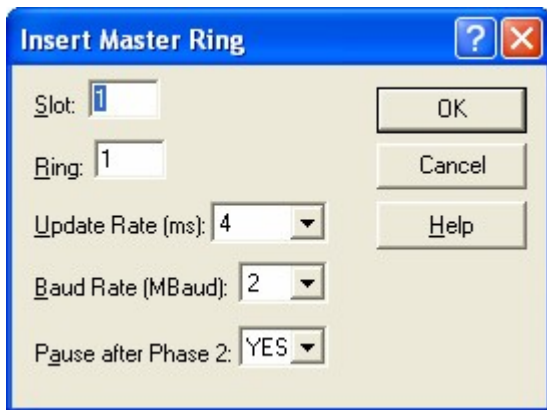 Insert Master Ring
Slot: 1
OK
Ring: 1
Cancel
Update Rate (ms): 4
Help
Baud Rate (MBaud): 2
Pause after Phase 2: YES